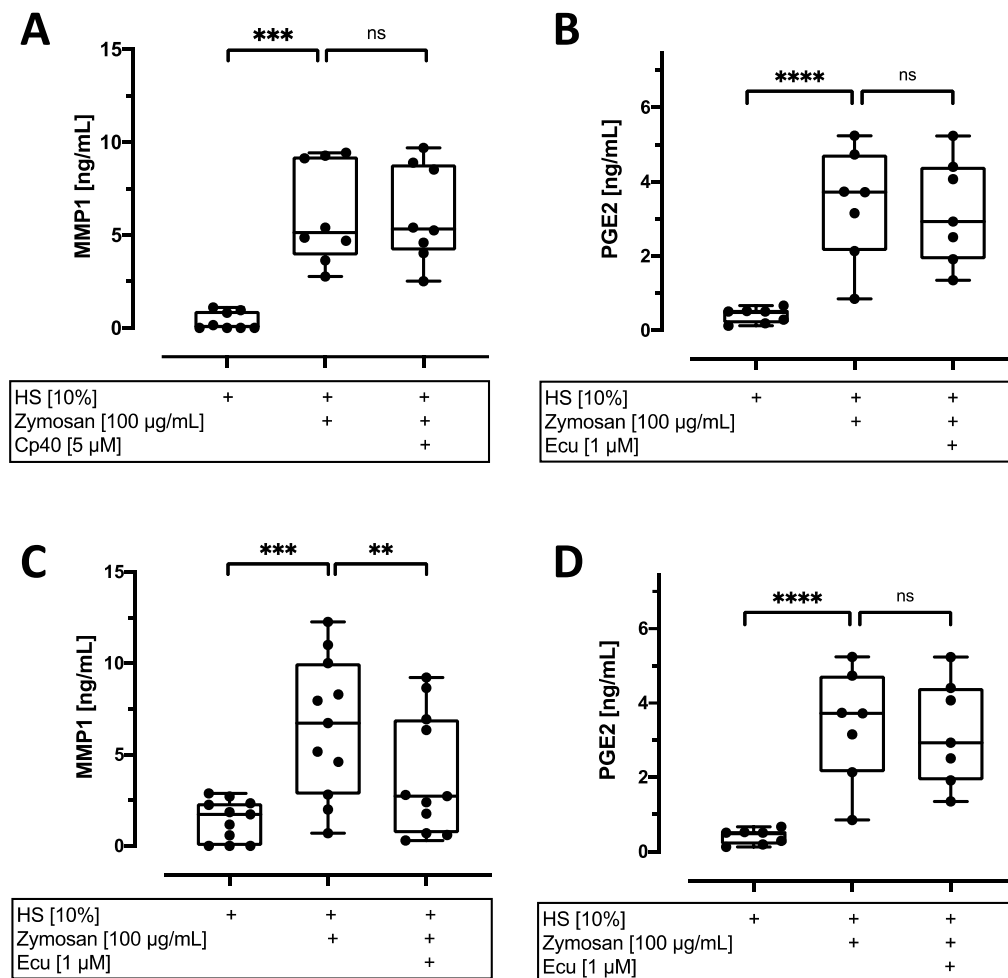 A
MMP1 [ng/mL]
15
10
5
0
*** ns
HS [10%] + + +
Zymosan [100 µg/mL] + +
Cp40 [5 µM] +
B
PGE2 [ng/mL]
6
4
2
0
**** ns
HS [10%] + + +
Zymosan [100 µg/mL] + +
Ecu [1 µM] +
C
MMP1 [ng/mL]
15
10
5
0
*** **
HS [10%] + + +
Zymosan [100 µg/mL] + +
Ecu [1 µM] +
D
PGE2 [ng/mL]
6
4
2
0
**** ns
HS [10%] + + +
Zymosan [100 µg/mL] + +
Ecu [1 µM] +